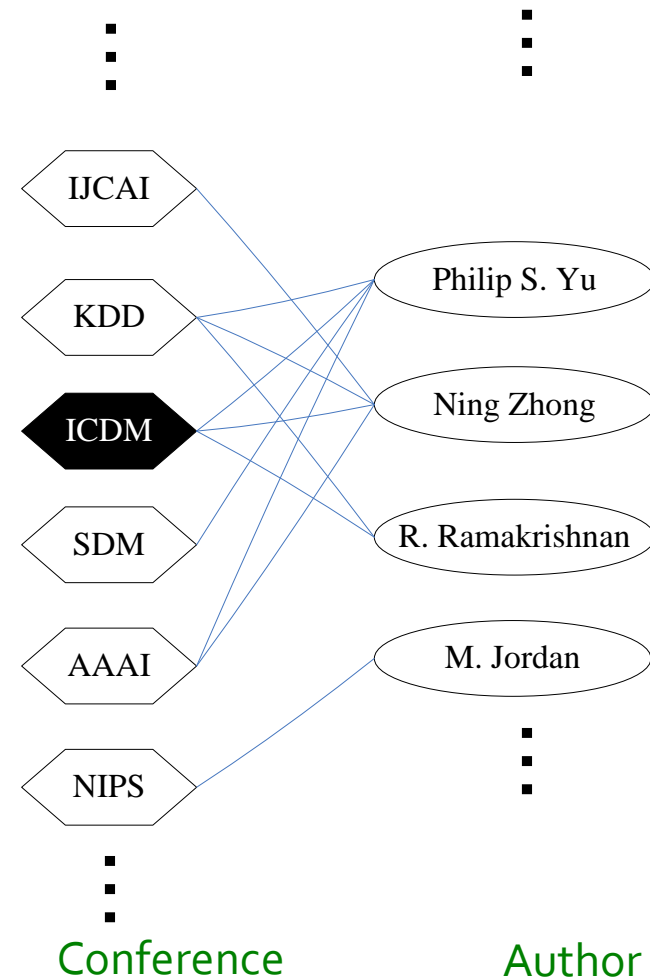 IJCAI
KDD
ICDM
SDM
AAAI
NIPS
Philip S. Yu
Ning Zhong
R. Ramakrishnan
M. Jordan
Conference
Author